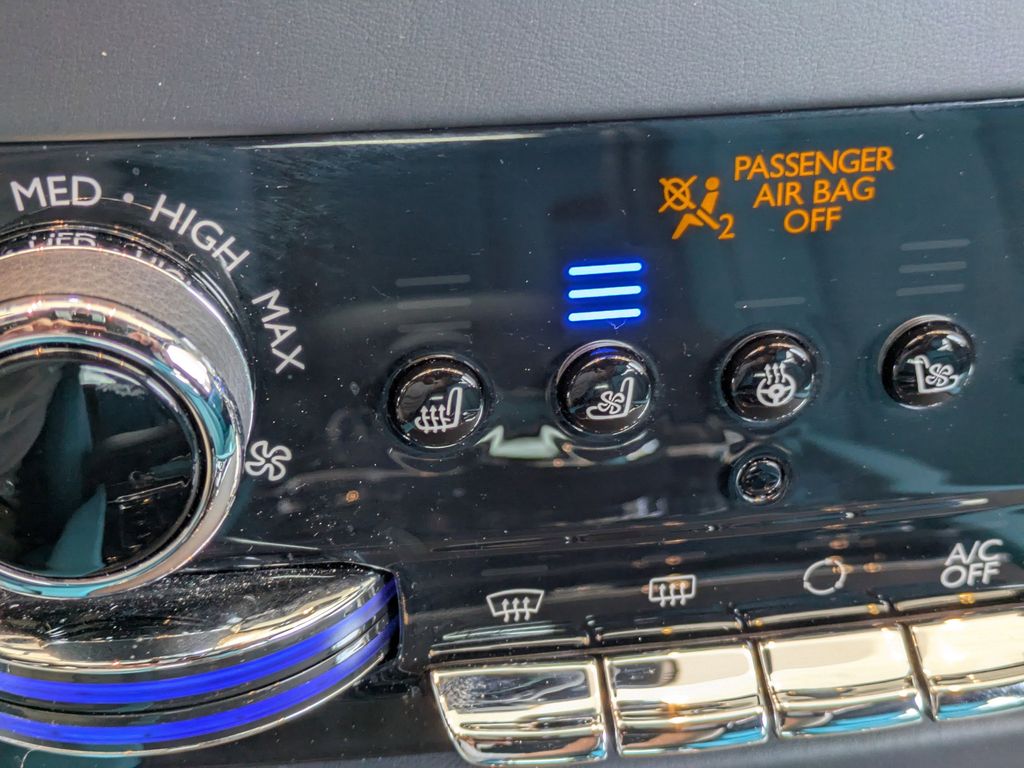 MED • HIGH
MAX
PASSENGER
AIR BAG
OFF
2
A/C
OFF